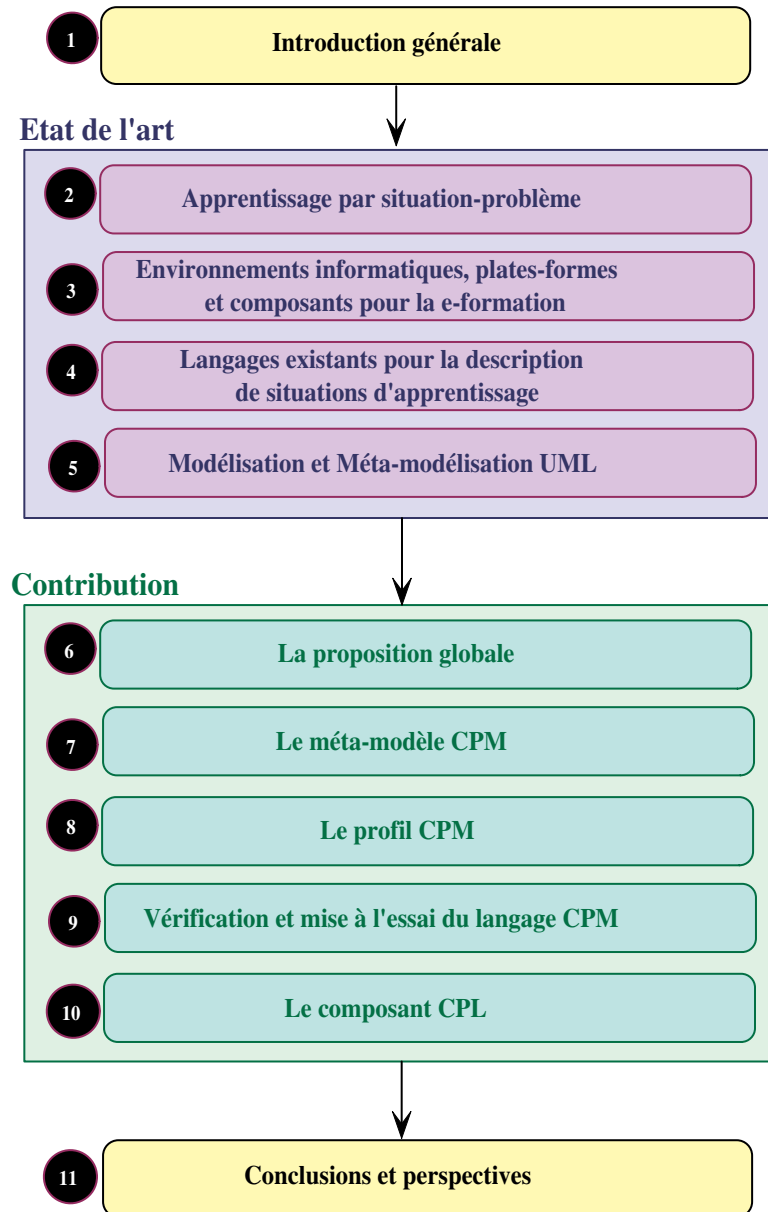 1
Introduction générale
Etat de l'art
2
Apprentissage par situation-problème
3
Environnements informatiques, plates-formes
et composants pour la e-formation
4
Langages existants pour la description
de situations d'apprentissage
5
Modélisation et Méta-modélisation UML
Contribution
6
La proposition globale
7
Le méta-modèle CPM
8
Le profil CPM
9
Vérification et mise à l'essai du langage CPM
10
Le composant CPL
11
Conclusions et perspectives